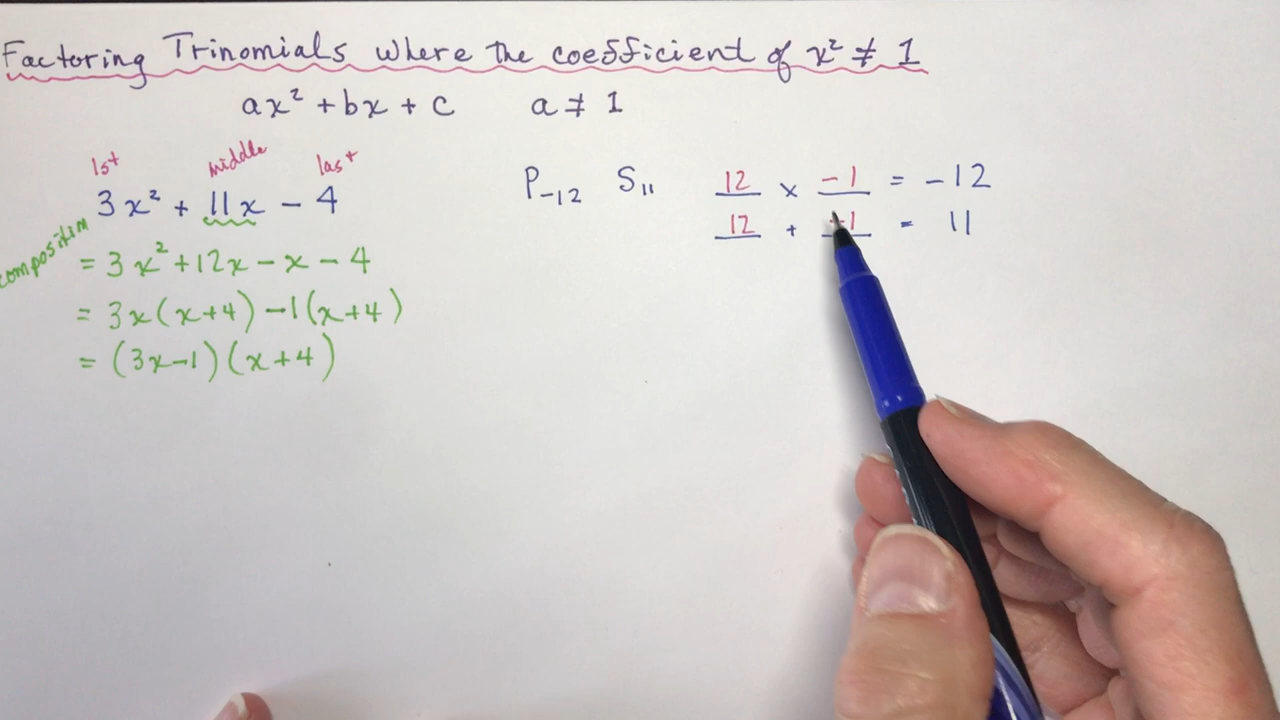 Factoring Trinomials where the coefficient of x² ≠ 1
ax² + bx + c a ≠ 1
1st middle last
3x² + 11x - 4
composition
= 3x² + 12x - x - 4
= 3x(x+4) - 1(x+4)
= (3x-1)(x+4)
P₋₁₂ S₁₁ 12 × -1 = -12
12 + -1 = 11